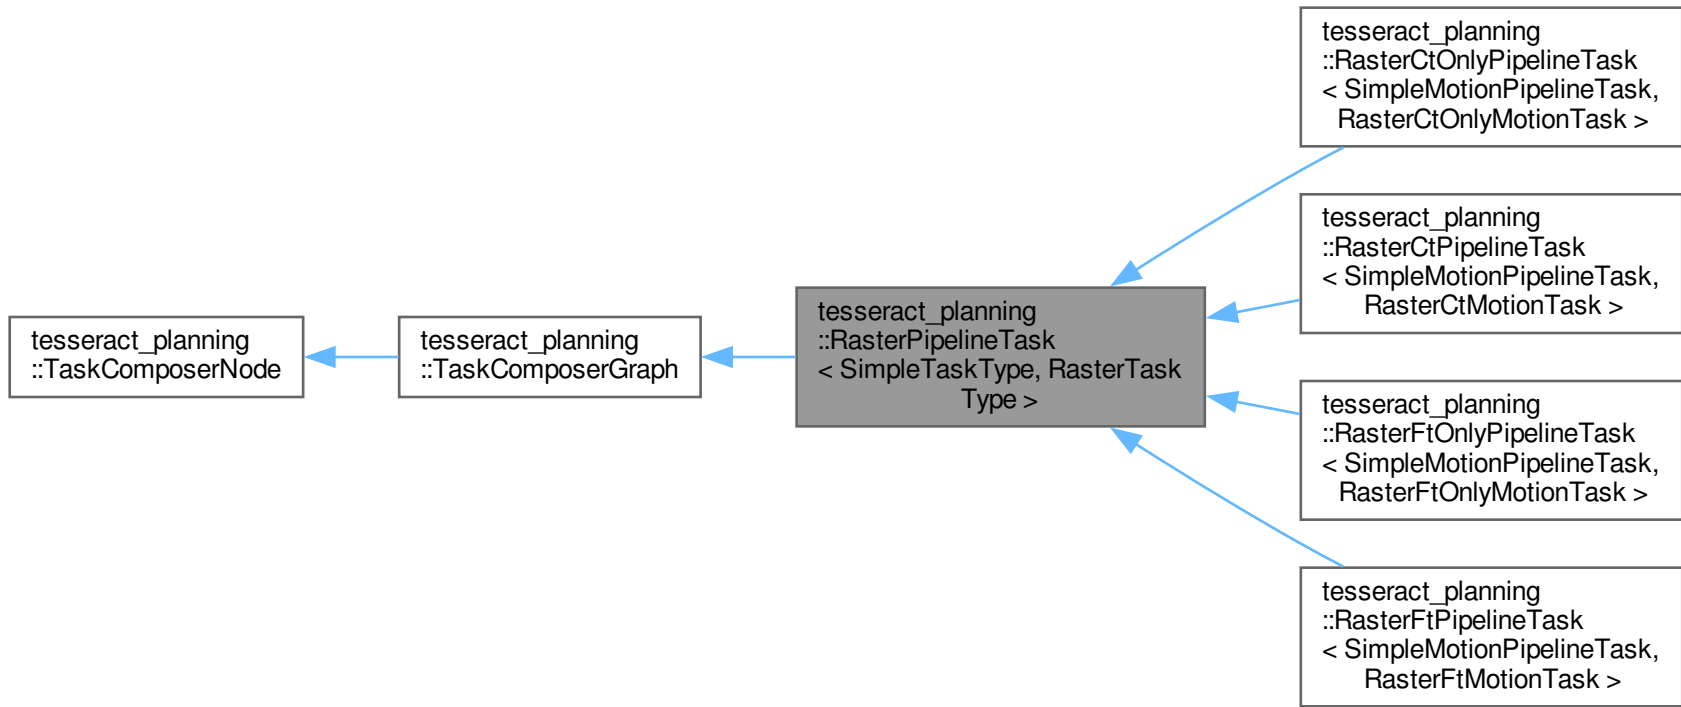 tesseract_planning
::TaskComposerNode
tesseract_planning
::TaskComposerGraph
tesseract_planning
::RasterPipelineTask
< SimpleTaskType, RasterTask
Type >
tesseract_planning
::RasterCtOnlyPipelineTask
< SimpleMotionPipelineTask,
RasterCtOnlyMotionTask >
tesseract_planning
::RasterCtPipelineTask
< SimpleMotionPipelineTask,
RasterCtMotionTask >
tesseract_planning
::RasterFtOnlyPipelineTask
< SimpleMotionPipelineTask,
RasterFtOnlyMotionTask >
tesseract_planning
::RasterFtPipelineTask
< SimpleMotionPipelineTask,
RasterFtMotionTask >